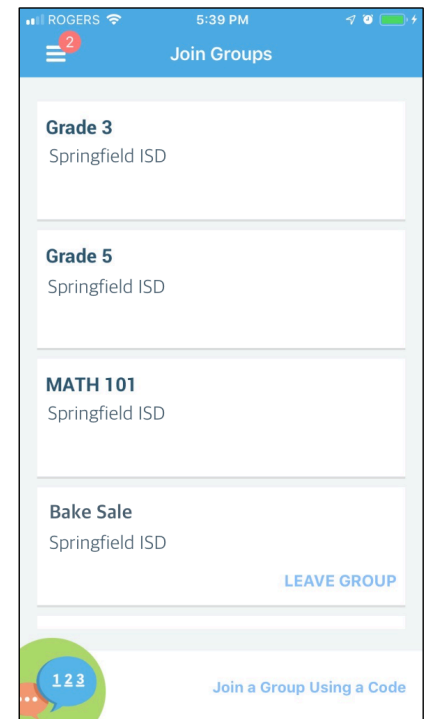 ROGERS 5:39 PM
2
Join Groups
Grade 3
Springfield ISD
Grade 5
Springfield ISD
MATH 101
Springfield ISD
Bake Sale
Springfield ISD
LEAVE GROUP
123
Join a Group Using a Code